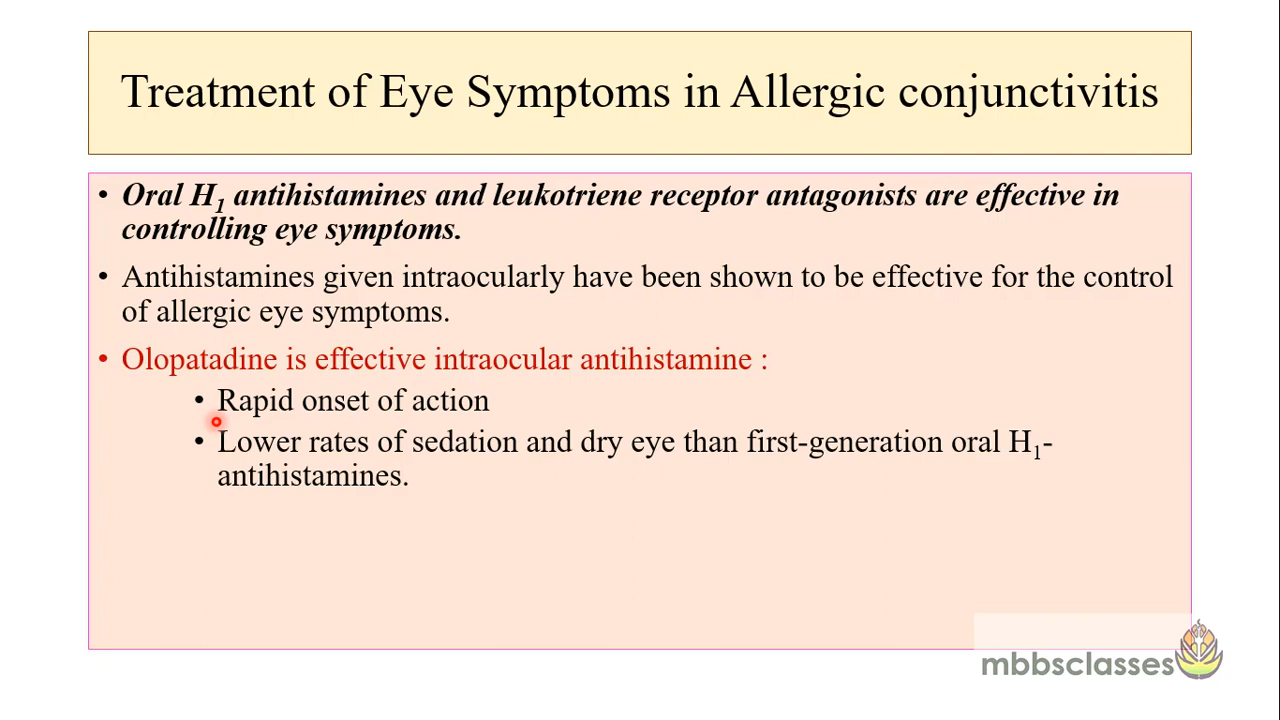 Treatment of Eye Symptoms in Allergic conjunctivitis
• Oral H₁ antihistamines and leukotriene receptor antagonists are effective in
controlling eye symptoms.
• Antihistamines given intraocularly have been shown to be effective for the control
of allergic eye symptoms.
• Olopatadine is effective intraocular antihistamine :
• Rapid onset of action
• Lower rates of sedation and dry eye than first-generation oral H₁-
antihistamines.
mbbsclasses